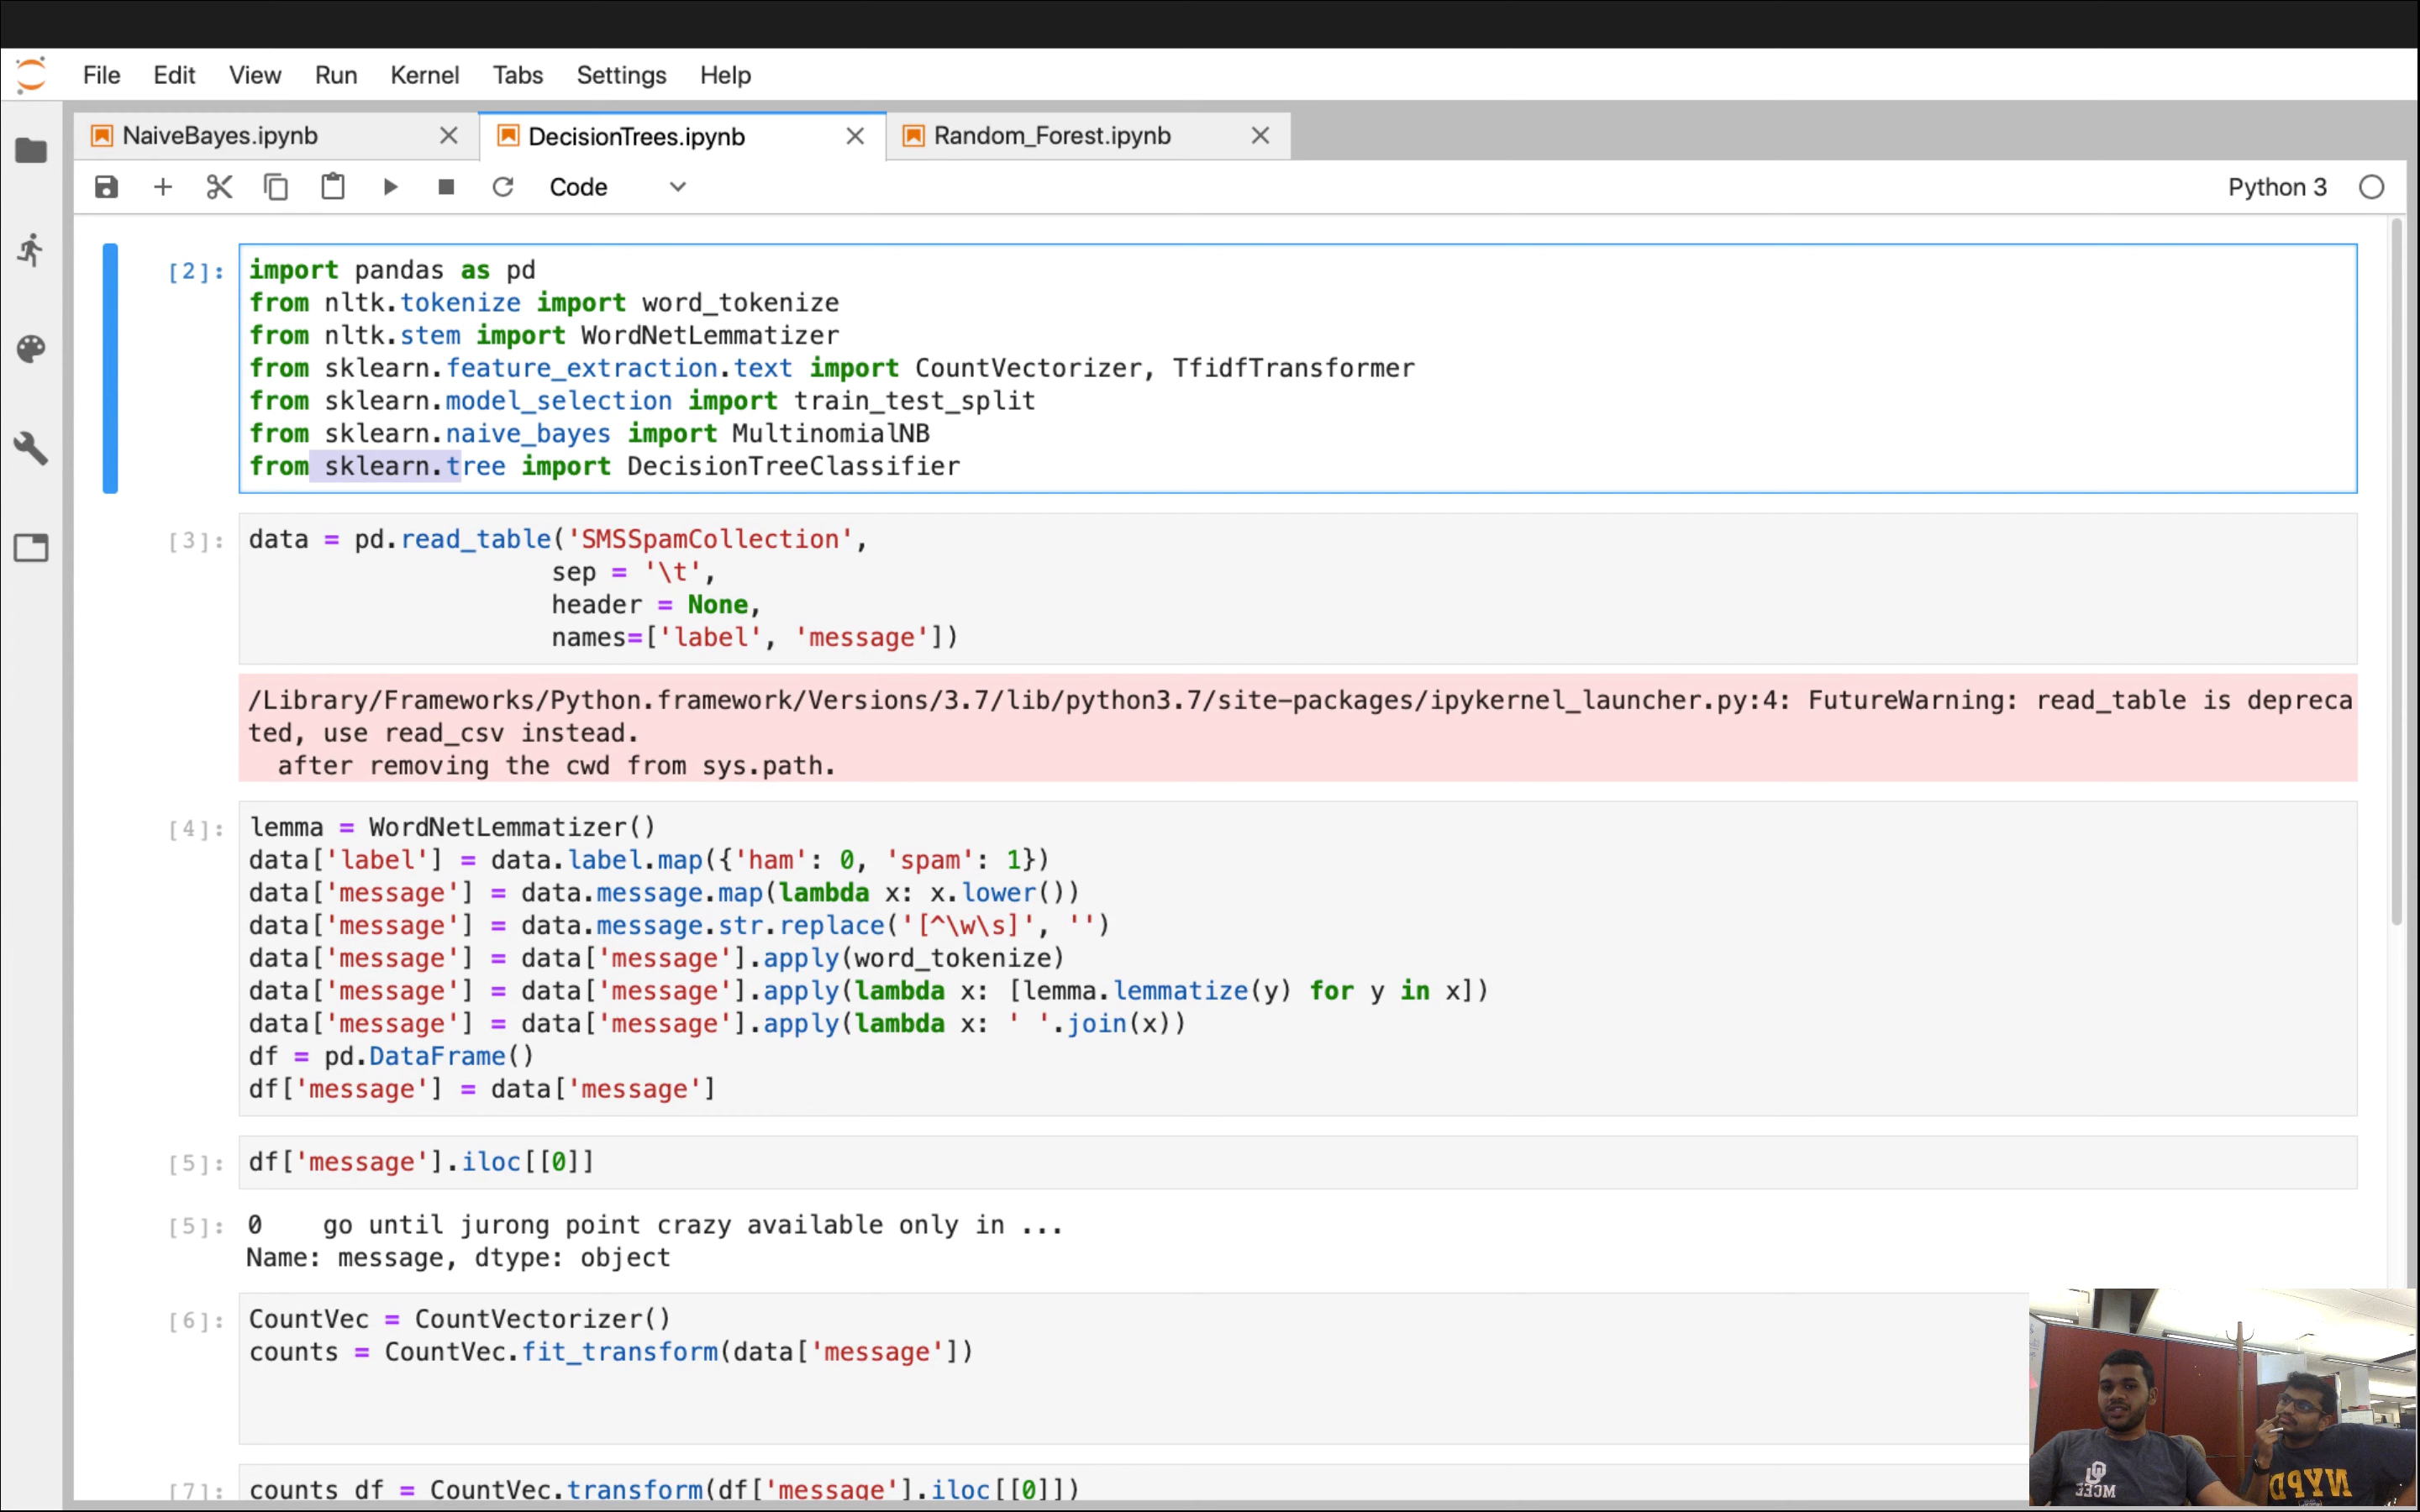 File Edit View Run Kernel Tabs Settings Help
NaiveBayes.ipynb DecisionTrees.ipynb Random_Forest.ipynb
Code Python 3
[2]: import pandas as pd
from nltk.tokenize import word_tokenize
from nltk.stem import WordNetLemmatizer
from sklearn.feature_extraction.text import CountVectorizer, TfidfTransformer
from sklearn.model_selection import train_test_split
from sklearn.naive_bayes import MultinomialNB
from sklearn.tree import DecisionTreeClassifier
[3]: data = pd.read_table('SMSSpamCollection',
sep = '\t',
header = None,
names=['label', 'message'])
/Library/Frameworks/Python.framework/Versions/3.7/lib/python3.7/site-packages/ipykernel_launcher.py:4: FutureWarning: read_table is depreca
ted, use read_csv instead.
after removing the cwd from sys.path.
[4]: lemma = WordNetLemmatizer()
data['label'] = data.label.map({'ham': 0, 'spam': 1})
data['message'] = data.message.map(lambda x: x.lower())
data['message'] = data.message.str.replace('[^\w\s]', '')
data['message'] = data['message'].apply(word_tokenize)
data['message'] = data['message'].apply(lambda x: [lemma.lemmatize(y) for y in x])
data['message'] = data['message'].apply(lambda x: ' '.join(x))
df = pd.DataFrame()
df['message'] = data['message']
[5]: df['message'].iloc[[0]]
[5]: 0 go until jurong point crazy available only in ...
Name: message, dtype: object
[6]: CountVec = CountVectorizer()
counts = CountVec.fit_transform(data['message'])
[7]: counts_df = CountVec.transform(df['message'].iloc[[0]])
NYPD